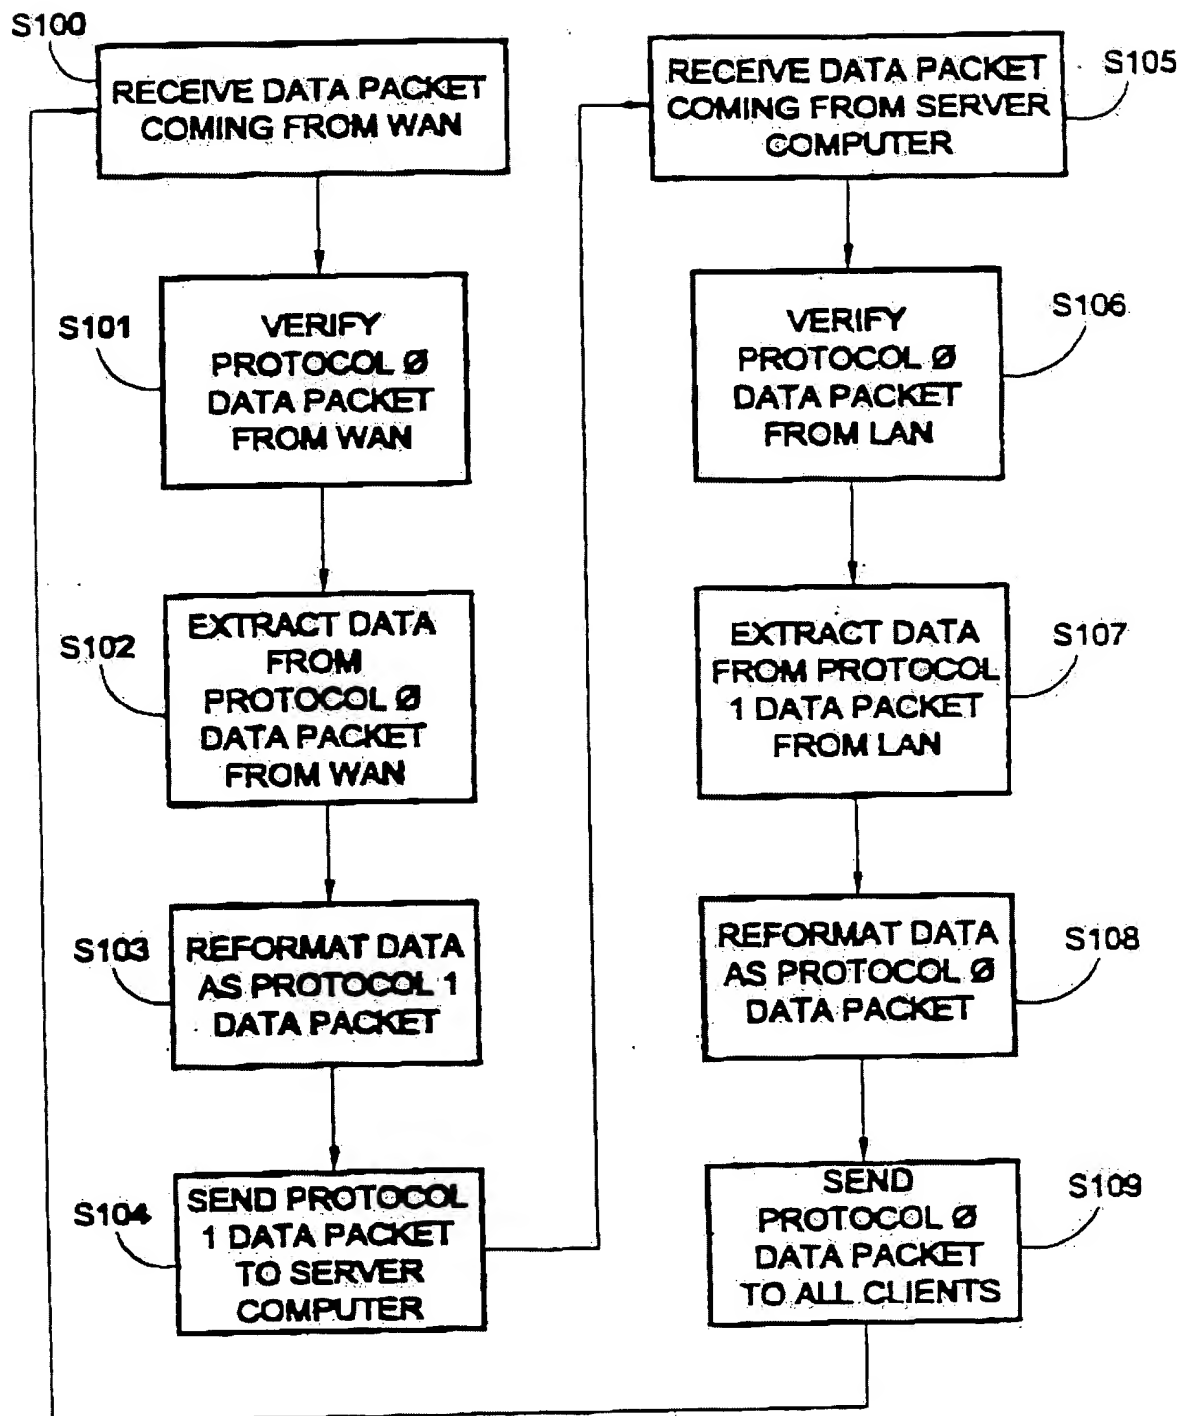 S100
RECEIVE DATA PACKET
COMING FROM WAN
S101
VERIFY
PROTOCOL Ø
DATA PACKET
FROM WAN
S102
EXTRACT DATA
FROM
PROTOCOL Ø
DATA PACKET
FROM WAN
S103
REFORMAT DATA
AS PROTOCOL 1
DATA PACKET
S104
SEND PROTOCOL
1 DATA PACKET
TO SERVER
COMPUTER
RECEIVE DATA PACKET
COMING FROM SERVER
COMPUTER
S105
VERIFY
PROTOCOL Ø
DATA PACKET
FROM LAN
S106
EXTRACT DATA
FROM PROTOCOL
1 DATA PACKET
FROM LAN
S107
REFORMAT DATA
AS PROTOCOL Ø
DATA PACKET
S108
SEND
PROTOCOL Ø
DATA PACKET
TO ALL CLIENTS
S109